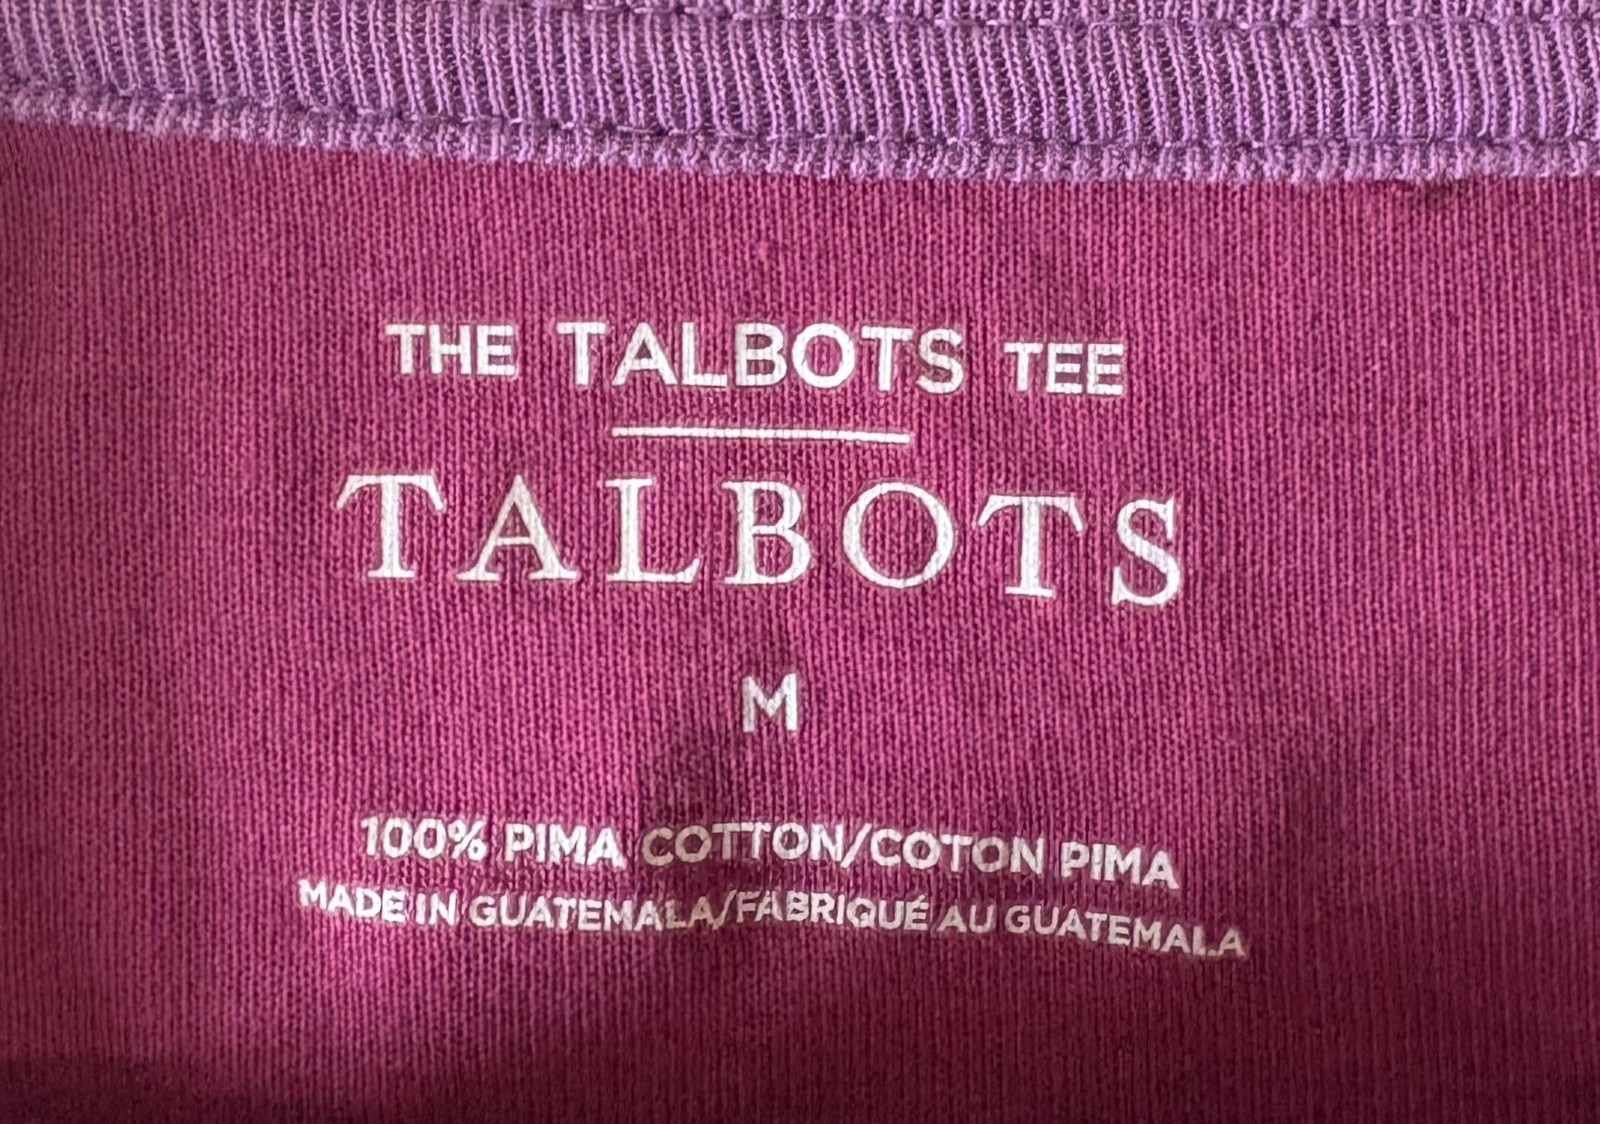 THE TALBOTS TEE
TALBOTS
M
100% PIMA COTTON/COTON PIMA
MADE IN GUATEMALA/FABRIQUÉ AU GUATEMALA